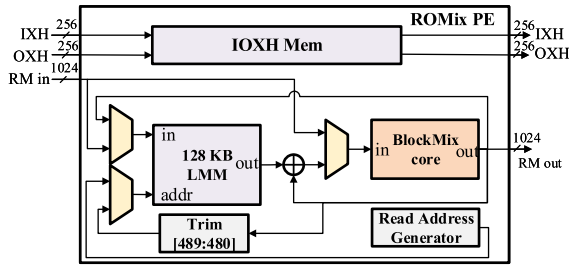 ROMix PE
IXH 256
IOXH Mem
256 IXH
OXH 256
256 OXH
RM in 1024
in
128 KB
LMM
out
addr
in
BlockMix
core
out
1024
RM out
Trim
[489:480]
Read Address
Generator